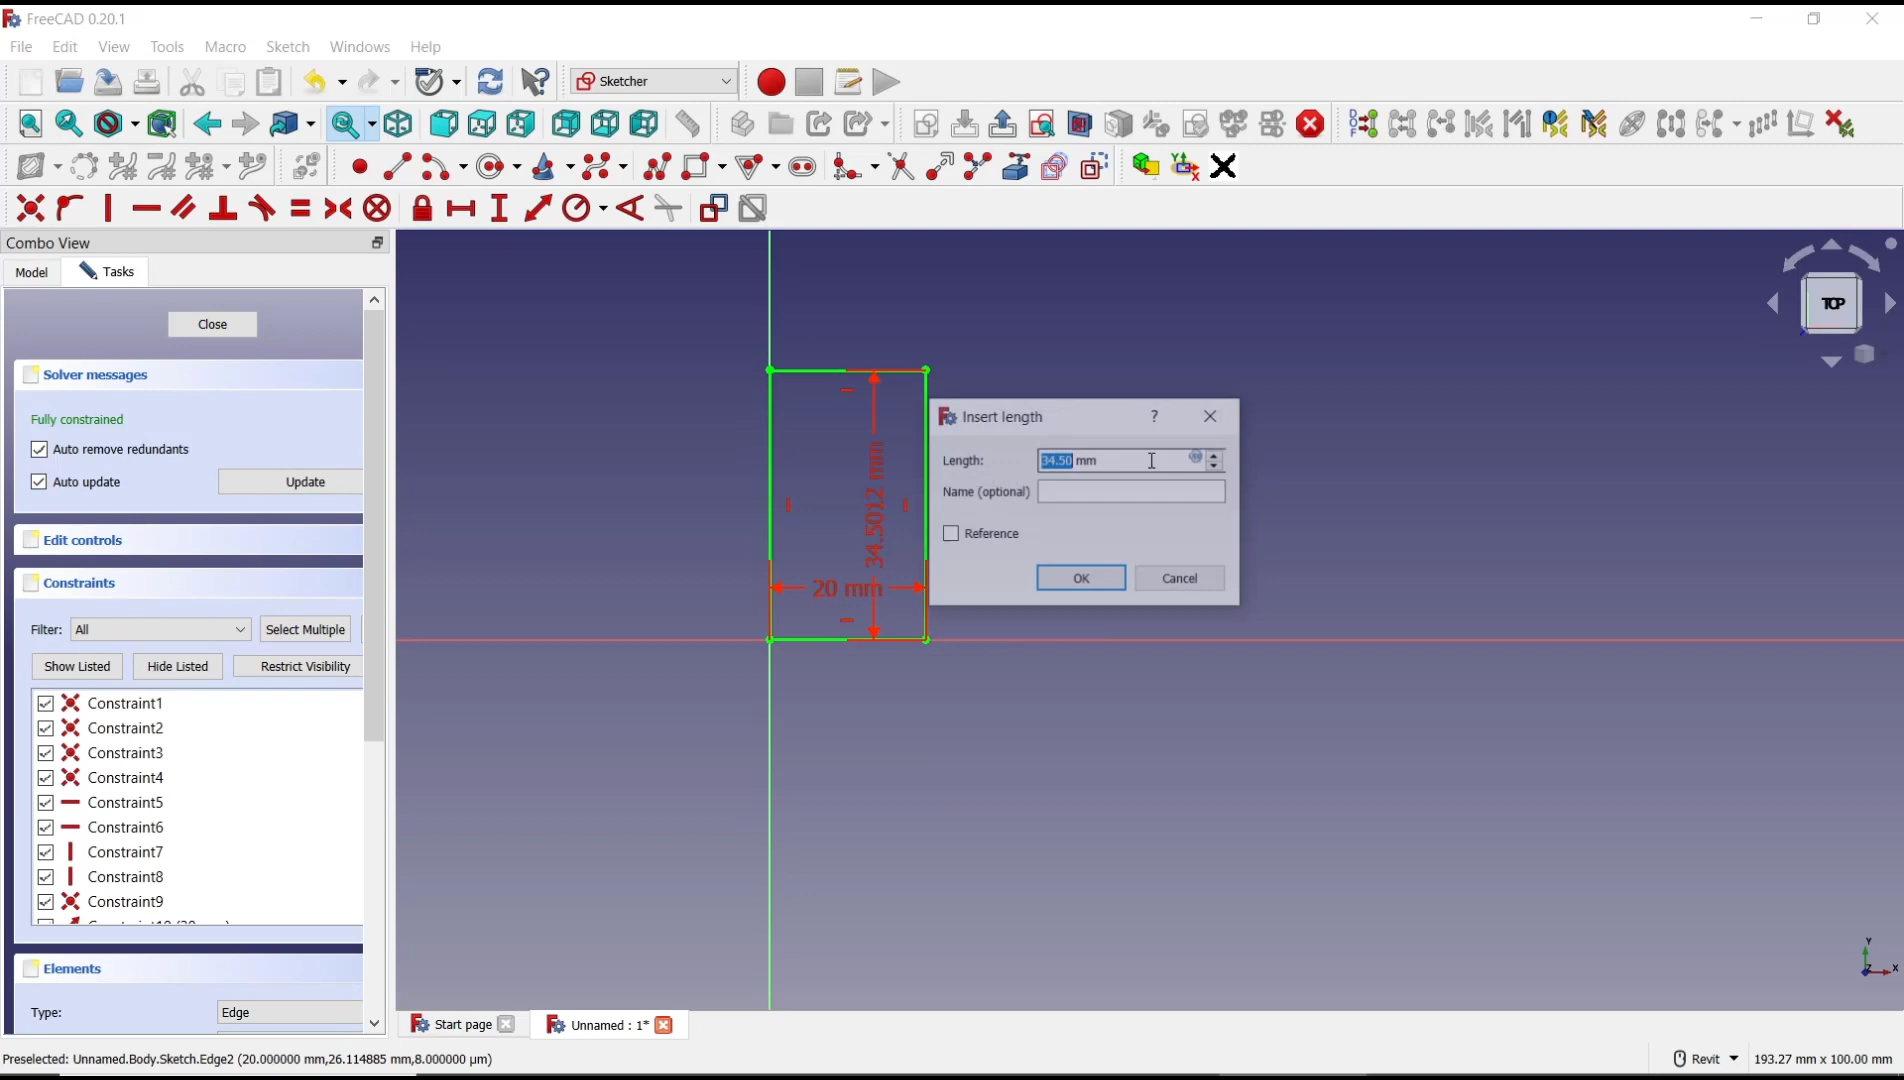 FreeCAD 0.20.1
File Edit View Tools Macro Sketch Windows Help
Sketcher
Combo View
Model Tasks
Close
Solver messages
Fully constrained
Auto remove redundants
Auto update Update
Edit controls
Constraints
Filter: All Select Multiple
Show Listed Hide Listed Restrict Visibility
Constraint1
Constraint2
Constraint3
Constraint4
Constraint5
Constraint6
Constraint7
Constraint8
Constraint9
Elements
Type: Edge
34.5012 mm
20 mm
Insert length ?
Length: 34.50 mm
Name (optional)
Reference
OK Cancel
TOP
Y
Z X
Start page Unnamed : 1*
Preselected: Unnamed.Body.Sketch.Edge2 (20.000000 mm,26.114885 mm,8.000000 µm)
Revit 193.27 mm x 100.00 mm